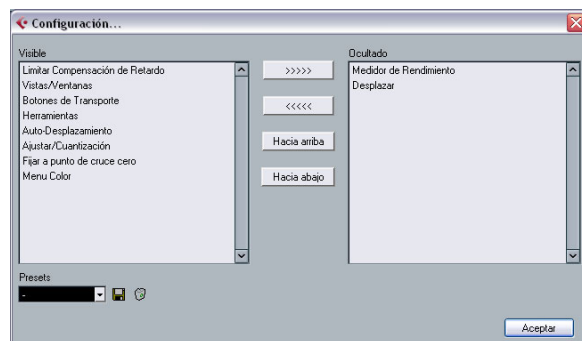 Configuración...
Visible
Limitar Compensación de Retardo
Vistas/Ventanas
Botones de Transporte
Herramientas
Auto-Desplazamiento
Ajustar/Cuantización
Fijar a punto de cruce cero
Menu Color
>>>>>
<<<<<
Hacia arriba
Hacia abajo
Ocultado
Medidor de Rendimiento
Desplazar
Presets
-
Aceptar